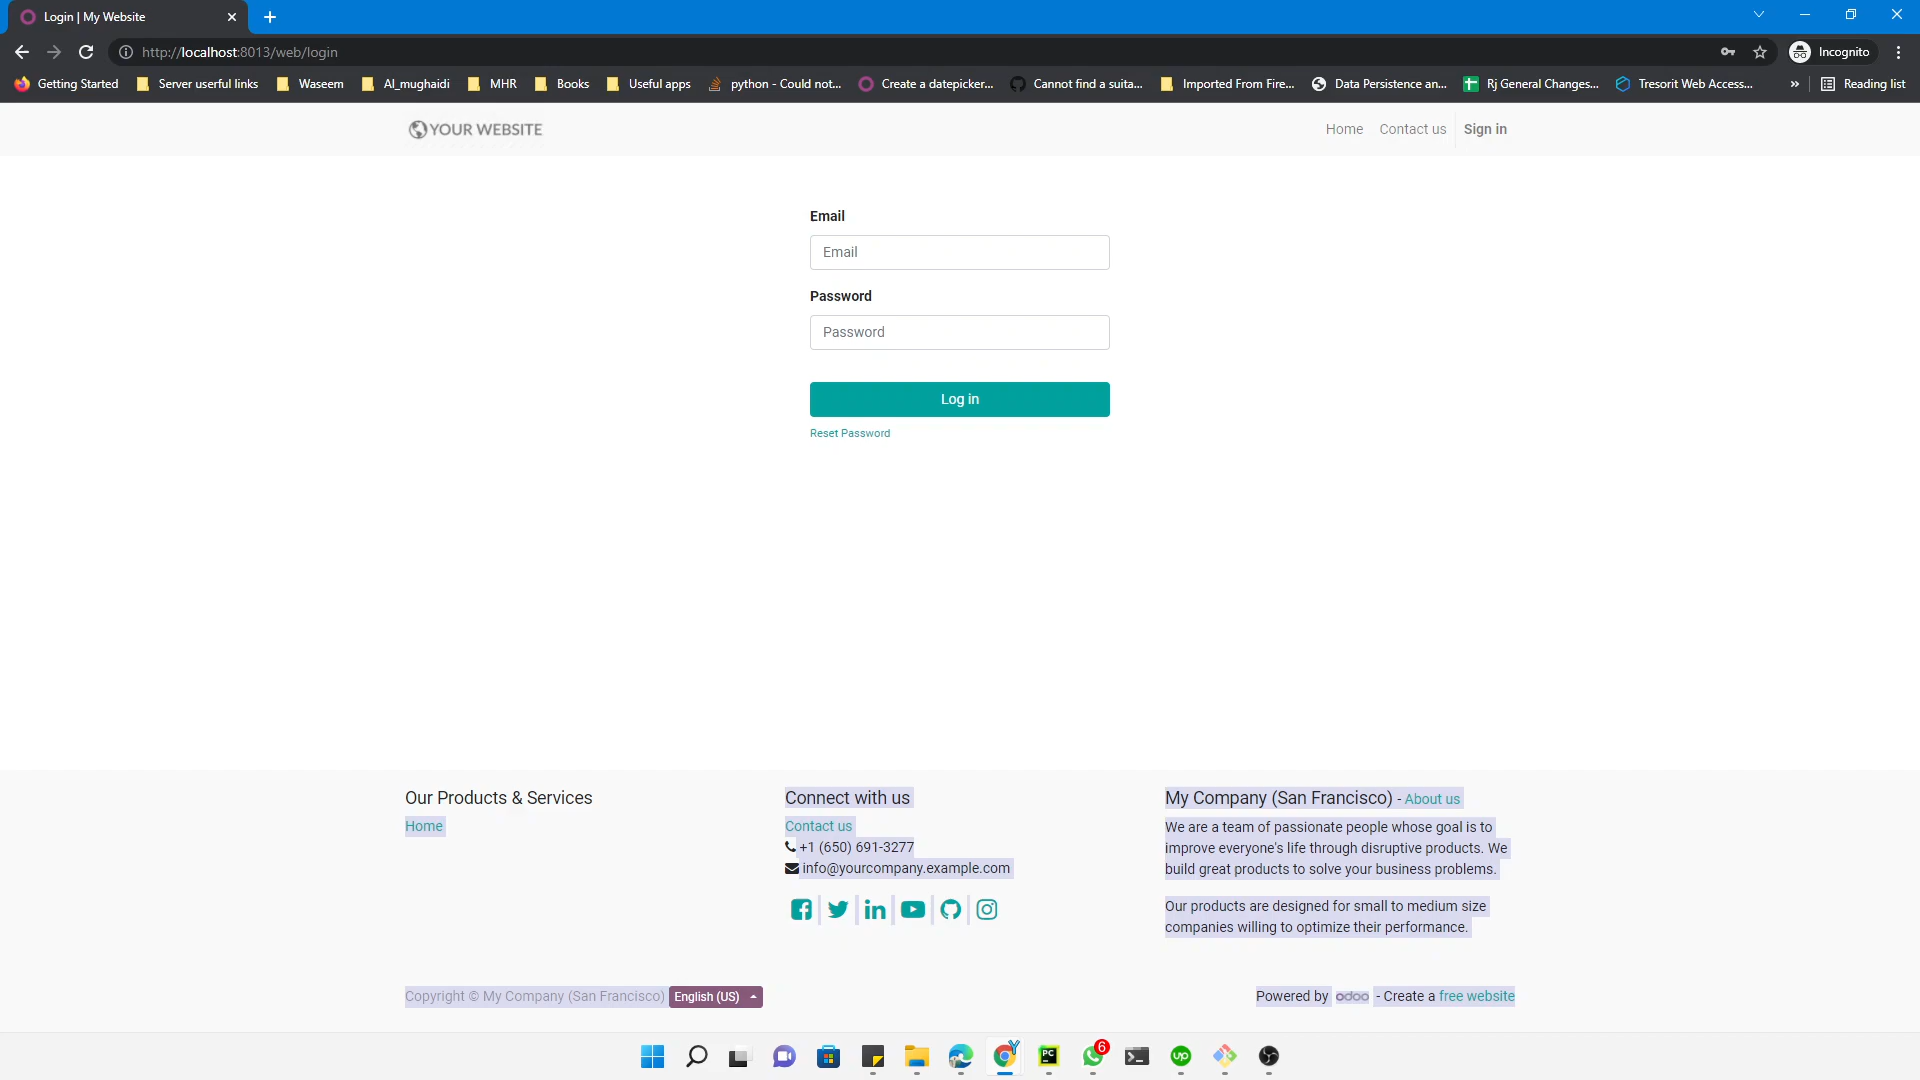 Login | My Website
http://localhost:8013/web/login
Incognito
Getting Started
Server userful links
Waseem
Al_mughaidi
MHR
Books
Useful apps
python - Could not...
Create a datepicker...
Cannot find a suita...
Imported From Fire...
Data Persistence an...
Rj General Changes...
Tresorit Web Access...
»
Reading list
YOUR WEBSITE
Home
Contact us
Sign in
Email
Email
Password
Password
Log in
Reset Password
Our Products & Services
Home
Connect with us
Contact us
+1 (650) 691-3277
info@yourcompany.example.com
My Company (San Francisco) - About us
We are a team of passionate people whose goal is to
improve everyone's life through disruptive products. We
build great products to solve your business problems.
Our products are designed for small to medium size
companies willing to optimize their performance.
Copyright © My Company (San Francisco)
English (US)
Powered by odoo - Create a free website
PC
6
up